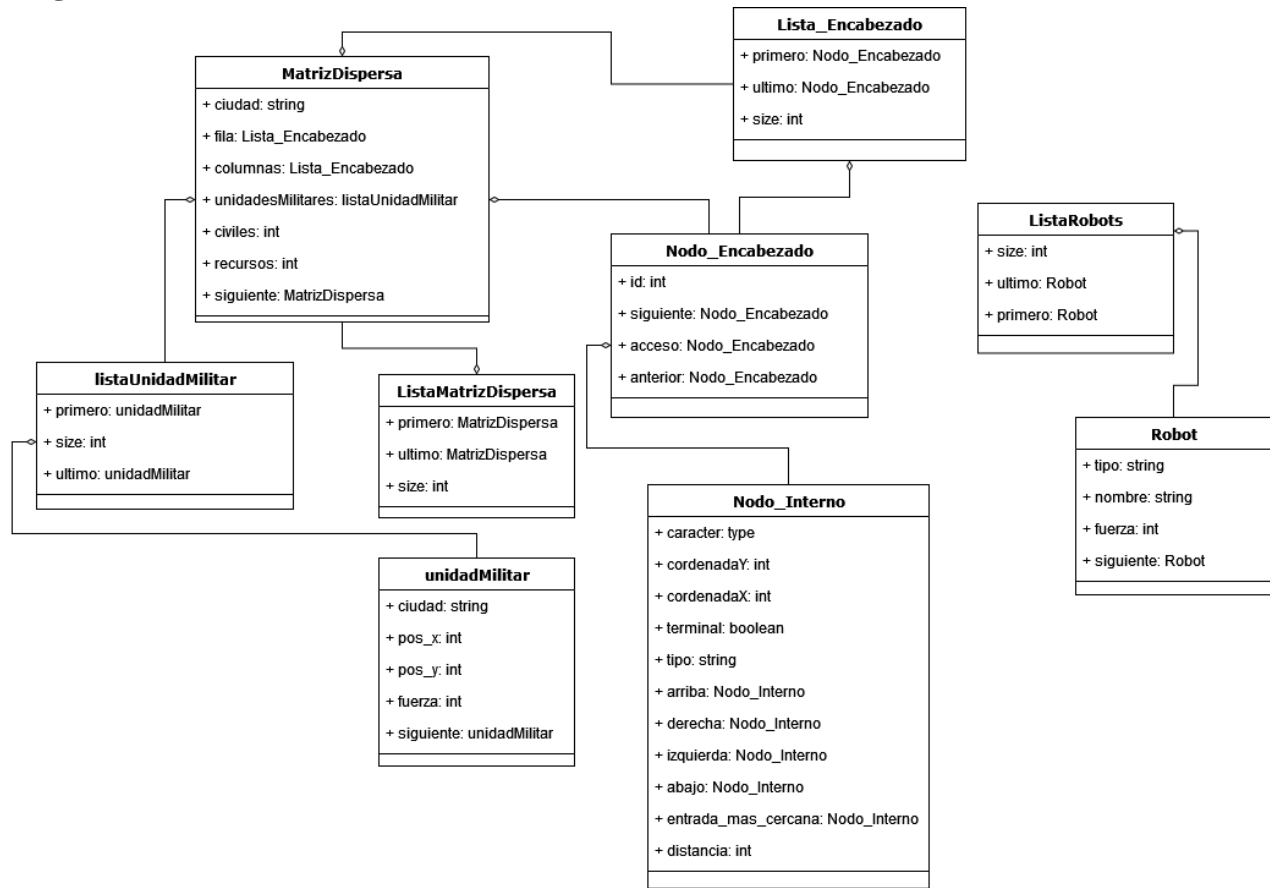 Lista_Encabezado
+ primero: Nodo_Encabezado
+ ultimo: Nodo_Encabezado
+ size: int
MatrizDispersa
+ ciudad: string
+ fila: Lista_Encabezado
+ columnas: Lista_Encabezado
+ unidadesMilitares: listaUnidadMilitar
+ civiles: int
+ recursos: int
+ siguiente: MatrizDispersa
ListaRobots
+ size: int
+ ultimo: Robot
+ primero: Robot
Nodo_Encabezado
+ id: int
+ siguiente: Nodo_Encabezado
+ acceso: Nodo_Encabezado
+ anterior: Nodo_Encabezado
listaUnidadMilitar
+ primero: unidadMilitar
+ size: int
+ ultimo: unidadMilitar
ListaMatrizDispersa
+ primero: MatrizDispersa
+ ultimo: MatrizDispersa
+ size: int
Robot
+ tipo: string
+ nombre: string
+ fuerza: int
+ siguiente: Robot
Nodo_Interno
+ caracter: type
+ cordenadaY: int
+ cordenadaX: int
+ terminal: boolean
+ tipo: string
+ arriba: Nodo_Interno
+ derecha: Nodo_Interno
+ izquierda: Nodo_Interno
+ abajo: Nodo_Interno
+ entrada_mas_cercana: Nodo_Interno
+ distancia: int
unidadMilitar
+ ciudad: string
+ pos_x: int
+ pos_y: int
+ fuerza: int
+ siguiente: unidadMilitar